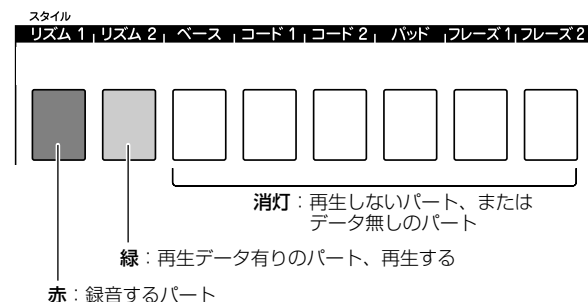 スタイル
リズム 1 リズム 2 ベース コード 1 コード 2 パッド フレーズ 1 フレーズ 2
消灯：再生しないパート、または
データ無しのパート
緑：再生データ有りのパート、再生する
赤：録音するパート